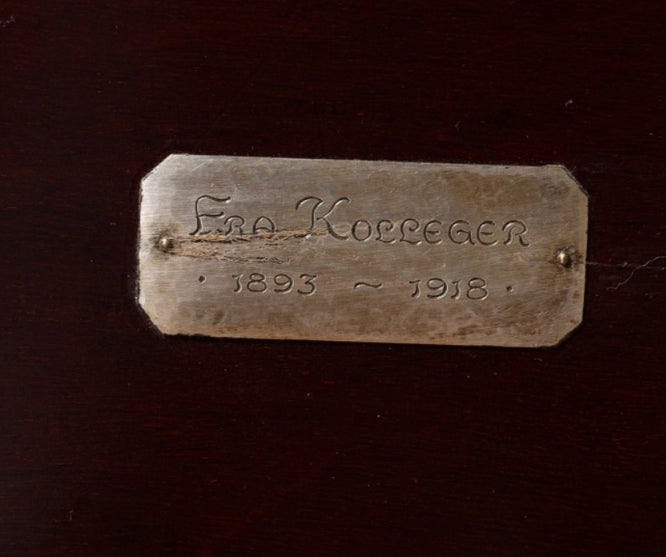 Fra Kolleger
· 1893 ~ 1918 ·